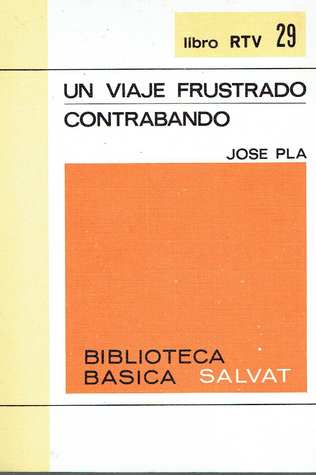 libro RTV 29
UN VIAJE FRUSTRADO
CONTRABANDO
JOSE PLA
BIBLIOTECA
BASICA SALVAT